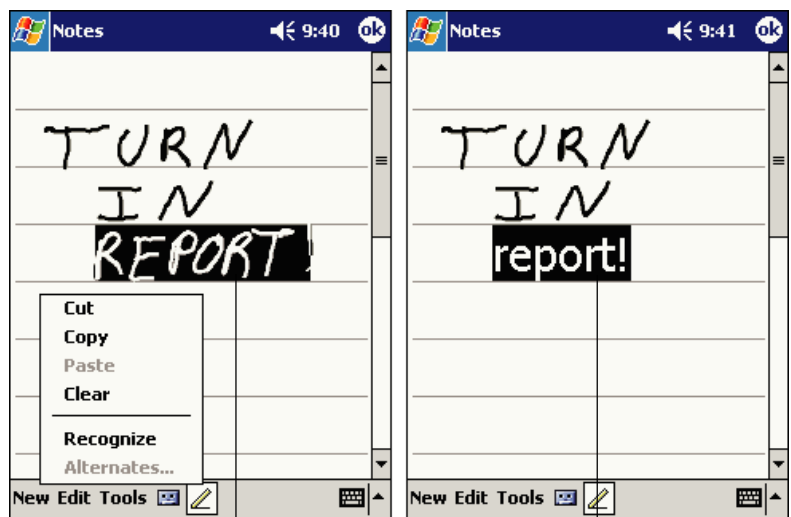 Notes 9:40 ok
TURN
IN
REPORT!
Cut
Copy
Paste
Clear
Recognize
Alternates...
New Edit Tools
Notes 9:41 ok
TURN
IN
report!
New Edit Tools